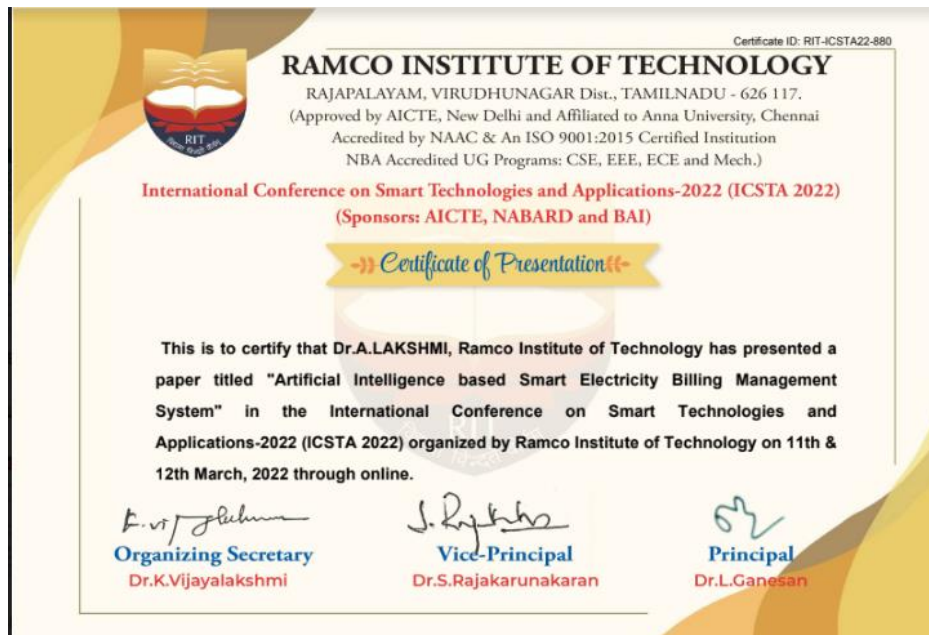 Certificate ID: RIT-ICSTA22-880
RAMCO INSTITUTE OF TECHNOLOGY
RAJAPALAYAM, VIRUDHUNAGAR Dist., TAMILNADU - 626 117.
(Approved by AICTE, New Delhi and Affiliated to Anna University, Chennai
Accredited by NAAC & An ISO 9001:2015 Certified Institution
NBA Accredited UG Programs: CSE, EEE, ECE and Mech.)
RIT
International Conference on Smart Technologies and Applications-2022 (ICSTA 2022)
(Sponsors: AICTE, NABARD and BAI)
Certificate of Presentation
This is to certify that Dr.A.LAKSHMI, Ramco Institute of Technology has presented a
paper titled "Artificial Intelligence based Smart Electricity Billing Management
System" in the International Conference on Smart Technologies and
Applications-2022 (ICSTA 2022) organized by Ramco Institute of Technology on 11th &
12th March, 2022 through online.
Organizing Secretary
Dr.K.Vijayalakshmi
Vice-Principal
Dr.S.Rajakarunakaran
Principal
Dr.L.Ganesan